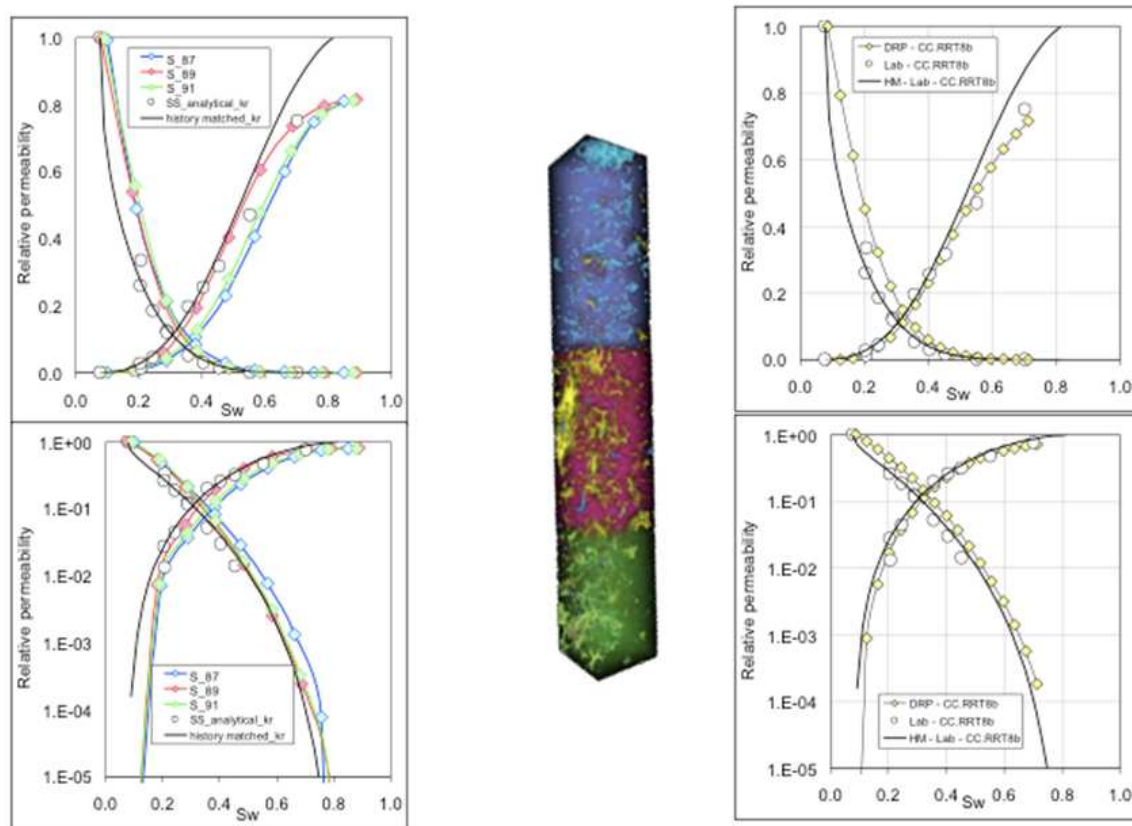 1.0
0.8
0.6
0.4
0.2
0.0
Relative permeability
S_87
S_89
S_91
SS_analytical_kr
history matched_kr
0.0 0.2 0.4 0.6 0.8 1.0
Sw
1.E+00
1.E-01
1.E-02
1.E-03
1.E-04
1.E-05
Relative permeability
S_87
S_89
S_91
SS_analytical_kr
history matched_kr
0.0 0.2 0.4 0.6 0.8 1.0
Sw
1.0
0.8
0.6
0.4
0.2
0.0
Relative permeability
DRP - CC.RRT8b
Lab - CC.RRT8b
HM - Lab - CC.RRT8b
0.0 0.2 0.4 0.6 0.8 1.0
Sw
1.E+00
1.E-01
1.E-02
1.E-03
1.E-04
1.E-05
Relative permeability
DRP - CC.RRT8b
Lab - CC.RRT8b
HM - Lab - CC.RRT8b
0.0 0.2 0.4 0.6 0.8 1.0
Sw